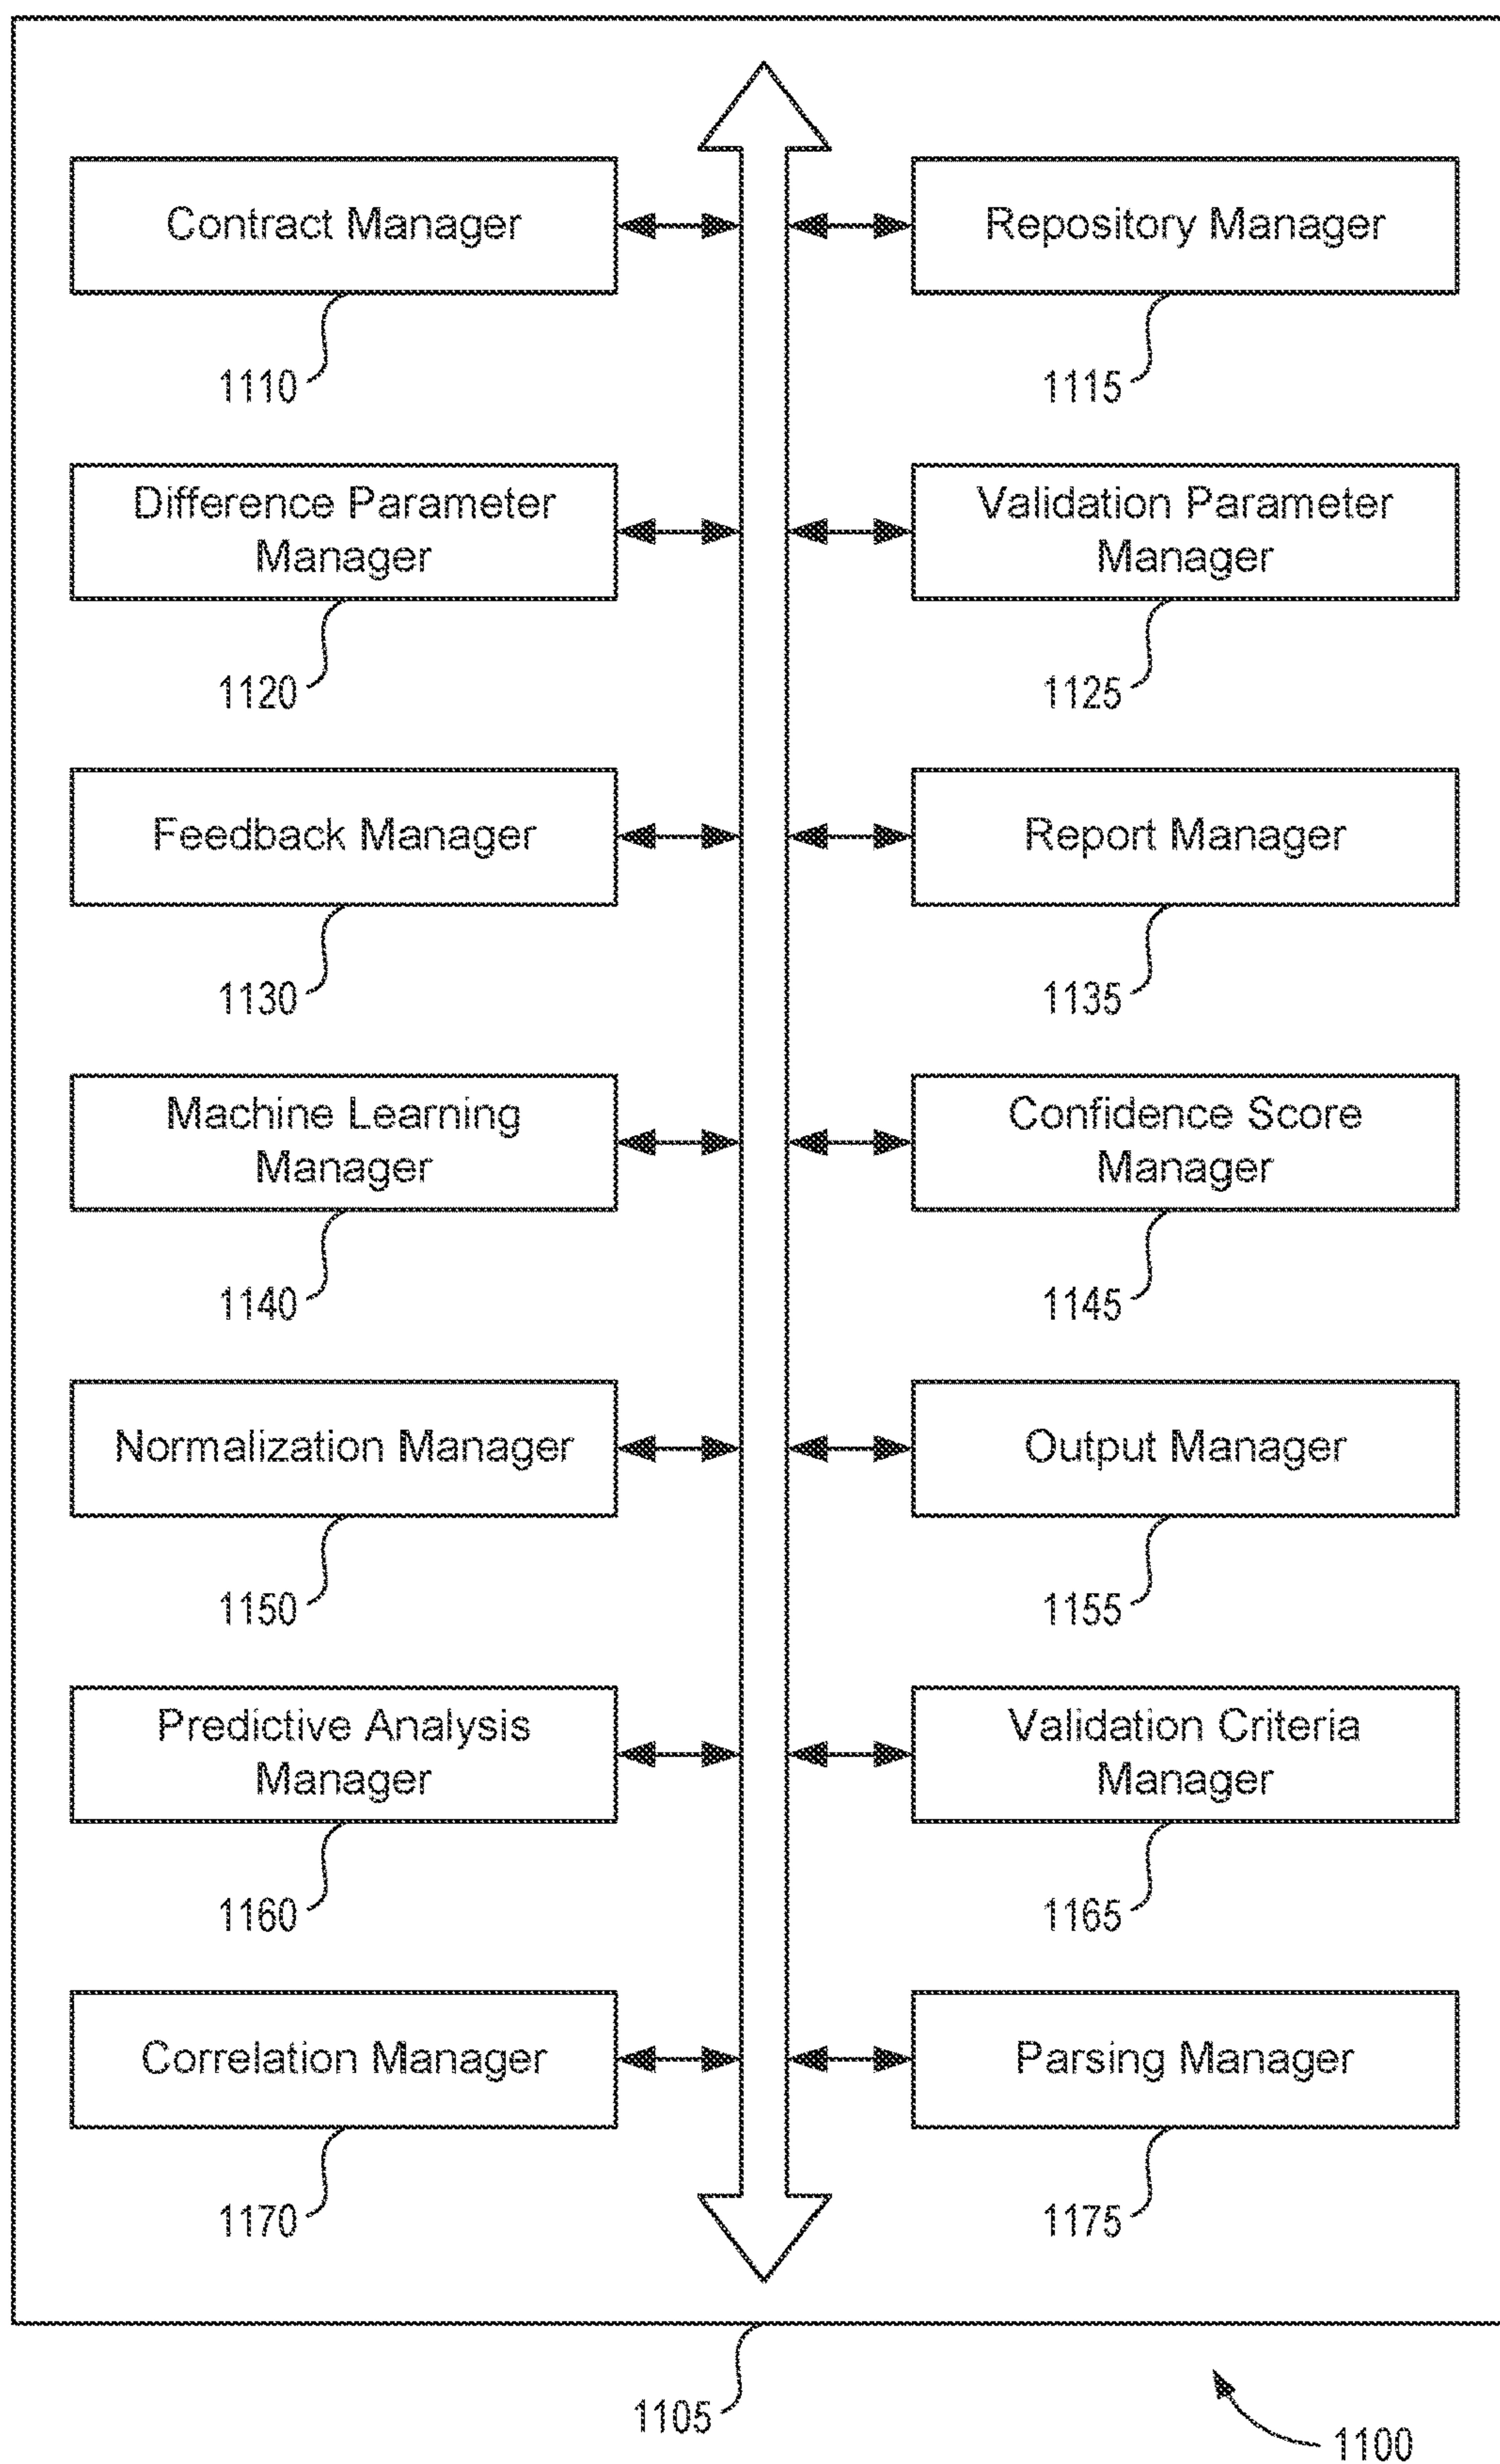 Contract Manager
Repository Manager
1110
1115
Difference Parameter
Manager
Validation Parameter
Manager
1120
1125
Feedback Manager
Report Manager
1130
1135
Machine Learning
Manager
Confidence Score
Manager
1140
1145
Normalization Manager
Output Manager
1150
1155
Predictive Analysis
Manager
Validation Criteria
Manager
1160
1165
Correlation Manager
Parsing Manager
1170
1175
1105
1100